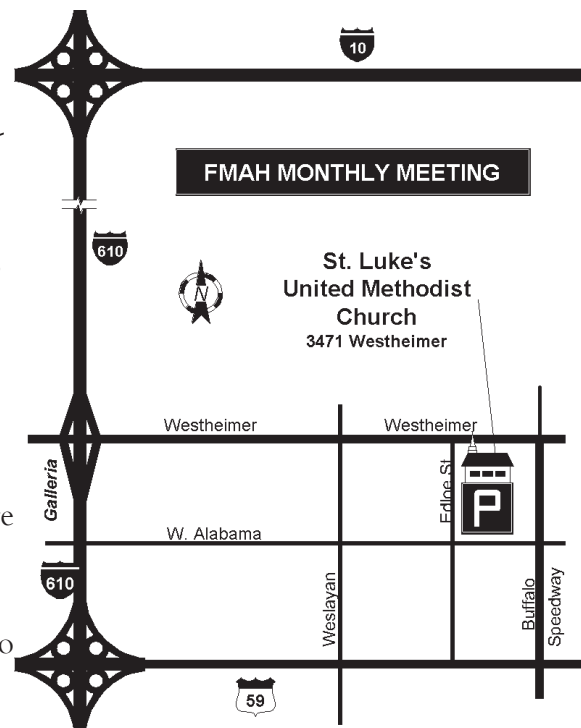 10
FMAH MONTHLY MEETING
610
N
St. Luke's
United Methodist
Church
3471 Westheimer
Westheimer
Westheimer
Galleria
Edloe St
P
W. Alabama
610
Weslayan
Buffalo
Speedway
59